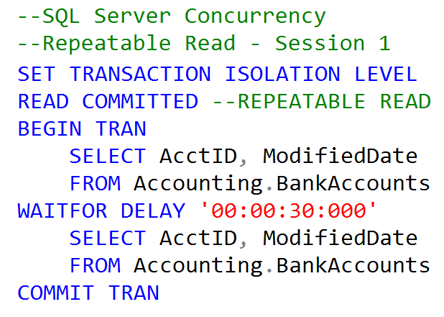 --SQL Server Concurrency
--Repeatable Read - Session 1
SET TRANSACTION ISOLATION LEVEL
READ COMMITTED --REPEATABLE READ
BEGIN TRAN
    SELECT AcctID, ModifiedDate
    FROM Accounting.BankAccounts
WAITFOR DELAY '00:00:30:000'
    SELECT AcctID, ModifiedDate
    FROM Accounting.BankAccounts
COMMIT TRAN